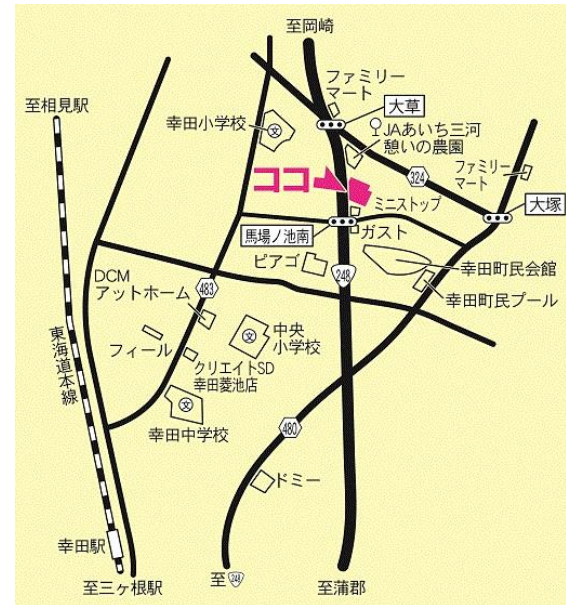 至岡崎
ファミリー
マート
大草
至相見駅
幸田小学校
文
JAあいち三河
憩いの農園
ココ
324
ファミリー
マート
ミニストップ
大塚
馬場ノ池南
ガスト
ピアゴ
248
幸田町民会館
幸田町民プール
DCM
アットホーム
483
東海道本線
フィール
文
中央
小学校
クリエイトSD
幸田菱池店
文
幸田中学校
480
ドミー
幸田駅
至三ヶ根駅
至248
至蒲郡